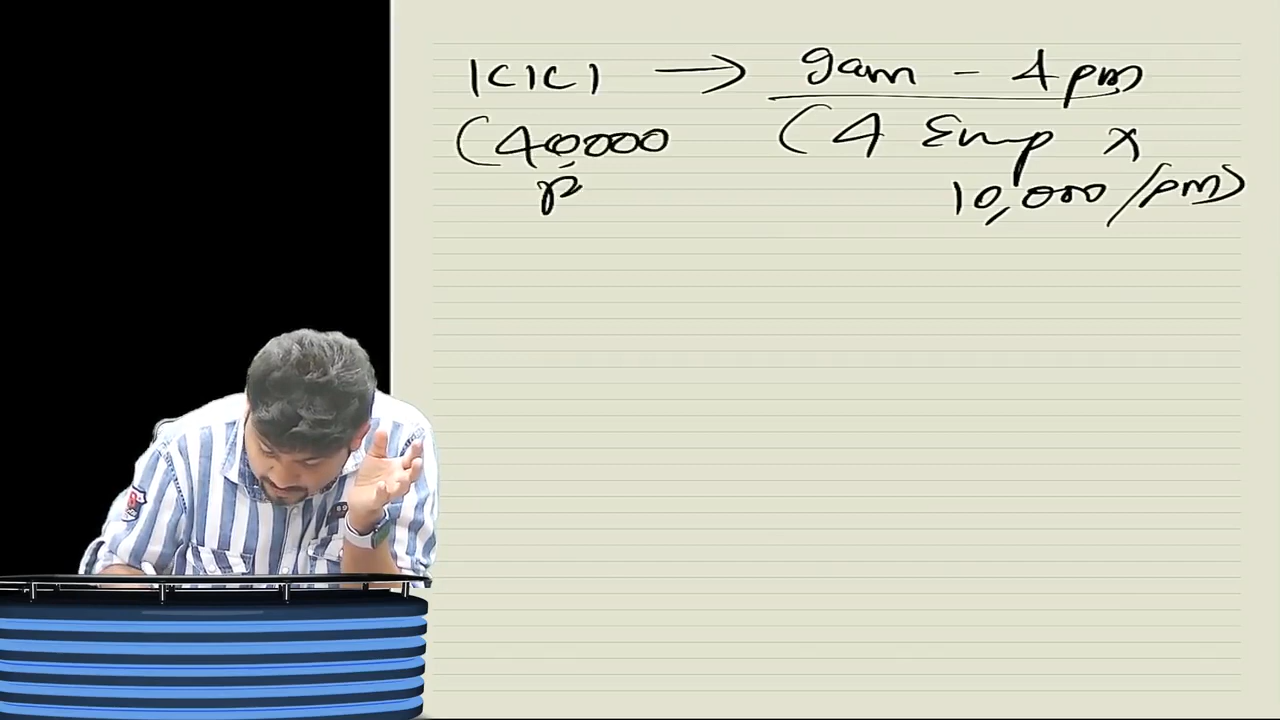 ICICI → 9am - 4pm
(40000 (4 Emp x
10,000/pm)